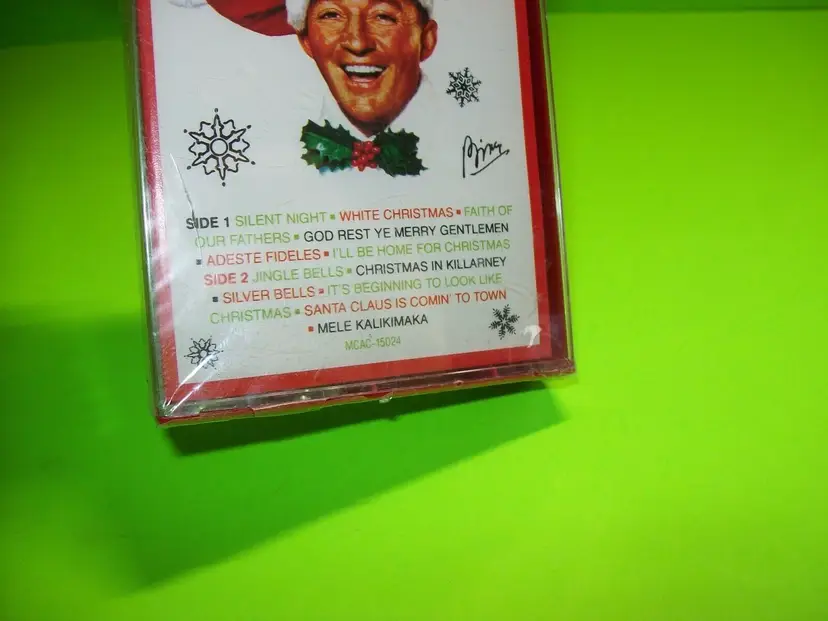 Bing
SIDE 1 SILENT NIGHT ▪ WHITE CHRISTMAS ▪ FAITH OF
OUR FATHERS ▪ GOD REST YE MERRY GENTLEMEN
▪ ADESTE FIDELES ▪ I'LL BE HOME FOR CHRISTMAS
SIDE 2 JINGLE BELLS ▪ CHRISTMAS IN KILLARNEY
▪ SILVER BELLS ▪ IT'S BEGINNING TO LOOK LIKE
CHRISTMAS ▪ SANTA CLAUS IS COMIN' TO TOWN
▪ MELE KALIKIMAKA
MCAC-15024